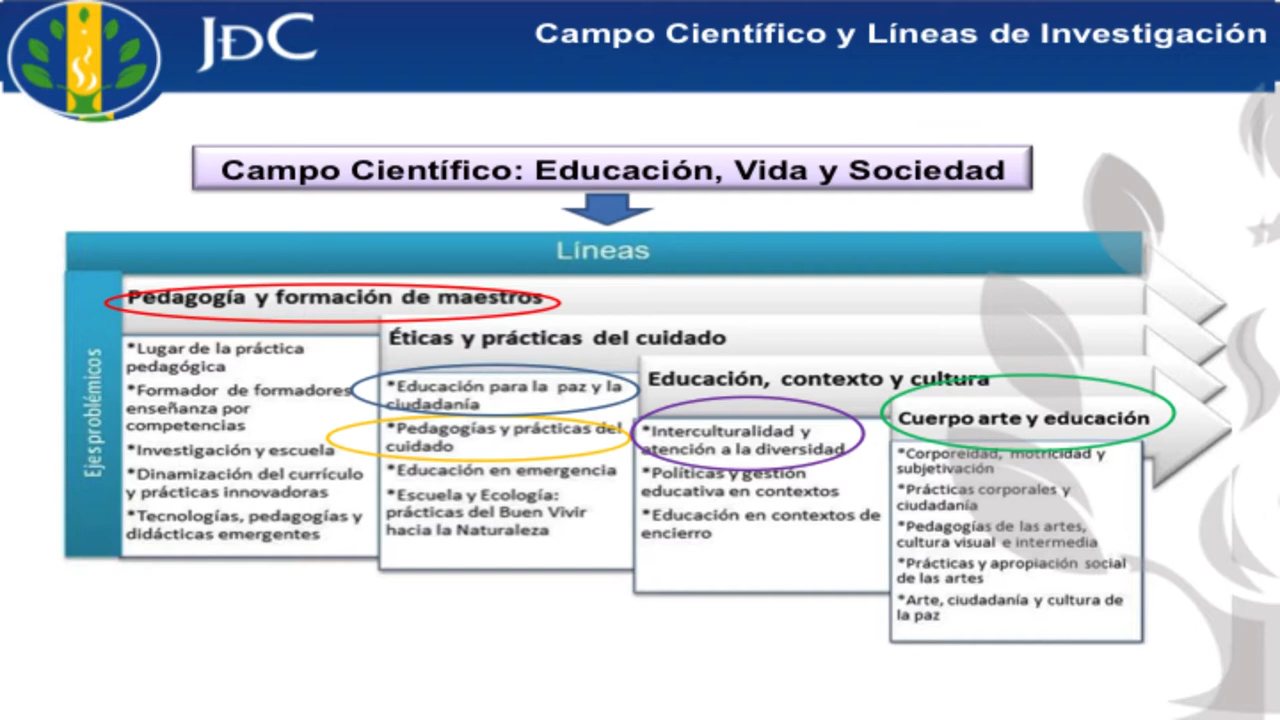 JDC
Campo Científico y Líneas de Investigación
Campo Científico: Educación, Vida y Sociedad
Líneas
Ejes problémicos
Pedagogía y formación de maestros
*Lugar de la práctica
pedagógica
*Formador de formadores
enseñanza por
competencias
*Investigación y escuela
*Dinamización del currículo
y prácticas innovadoras
*Tecnologías, pedagogías y
didácticas emergentes
Éticas y prácticas del cuidado
*Educación para la paz y la
ciudadanía
*Pedagogías y prácticas del
cuidado
*Educación en emergencia
*Escuela y Ecología:
prácticas del Buen Vivir
hacia la Naturaleza
Educación, contexto y cultura
*Interculturalidad y
atención a la diversidad
*Políticas y gestión
educativa en contextos
*Educación en contextos de
encierro
Cuerpo arte y educación
*Corporeidad, motricidad y
subjetivación
*Prácticas corporales y
ciudadanía
*Pedagogías de las artes,
cultura visual e intermedia
*Prácticas y apropiación social
de las artes
*Arte, ciudadanía y cultura de
la paz